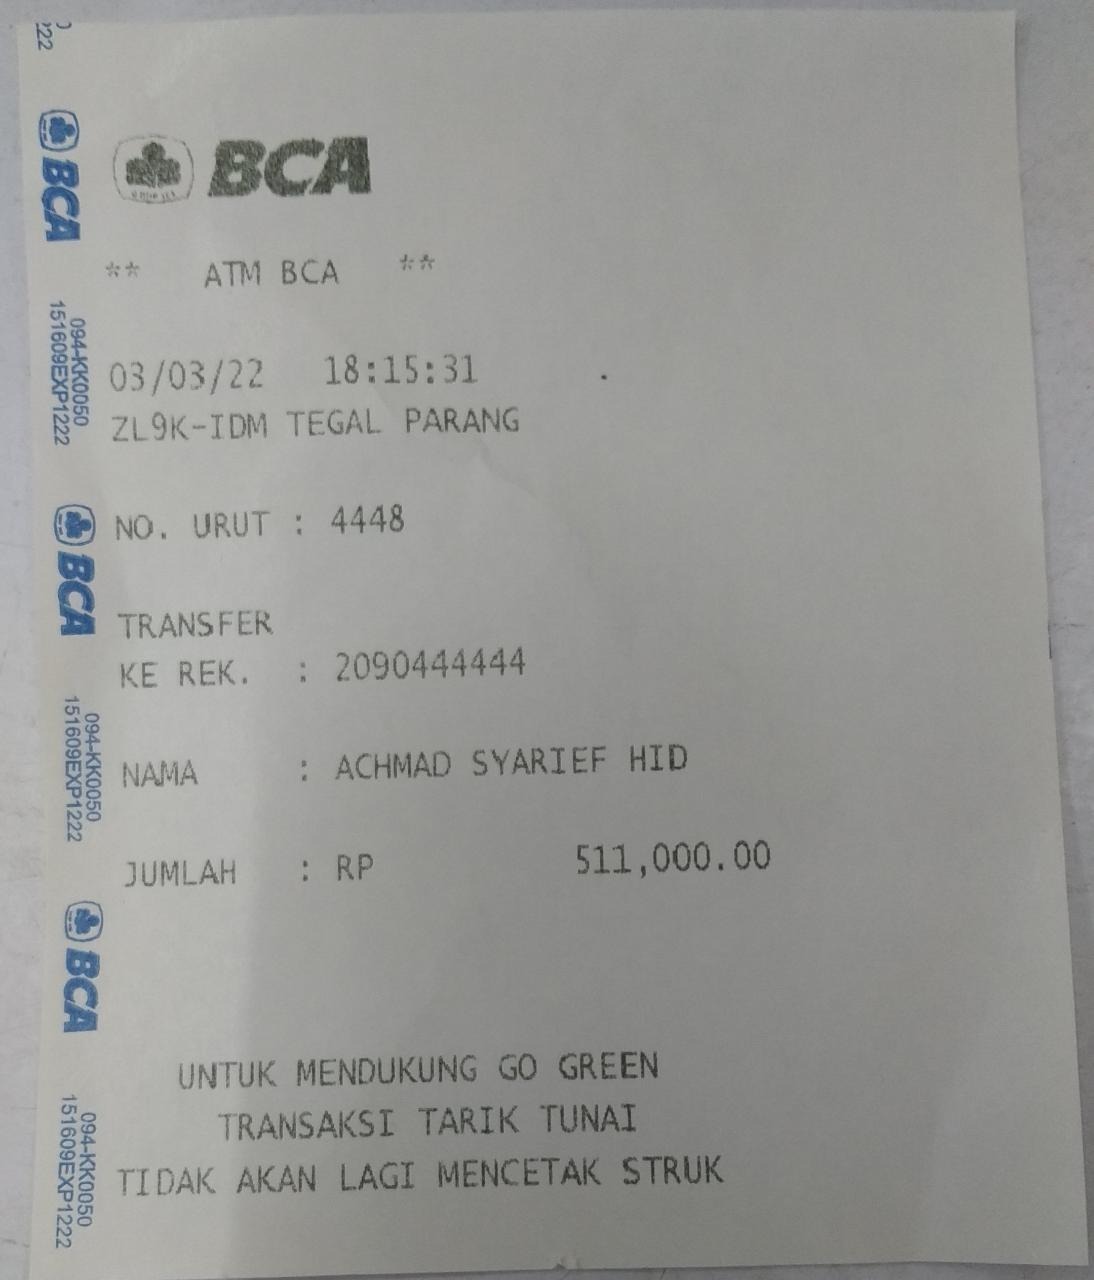 BCA
** ATM BCA **
03/03/22 18:15:31
ZL9K-IDM TEGAL PARANG
NO. URUT : 4448
TRANSFER
KE REK. : 2090444444
NAMA : ACHMAD SYARIEF HID
JUMLAH : RP 511,000.00
UNTUK MENDUKUNG GO GREEN
TRANSAKSI TARIK TUNAI
TIDAK AKAN LAGI MENCETAK STRUK
BCA
094-KK0050
151609EXP1222
BCA
094-KK0050
151609EXP1222
BCA
094-KK0050
151609EXP1222